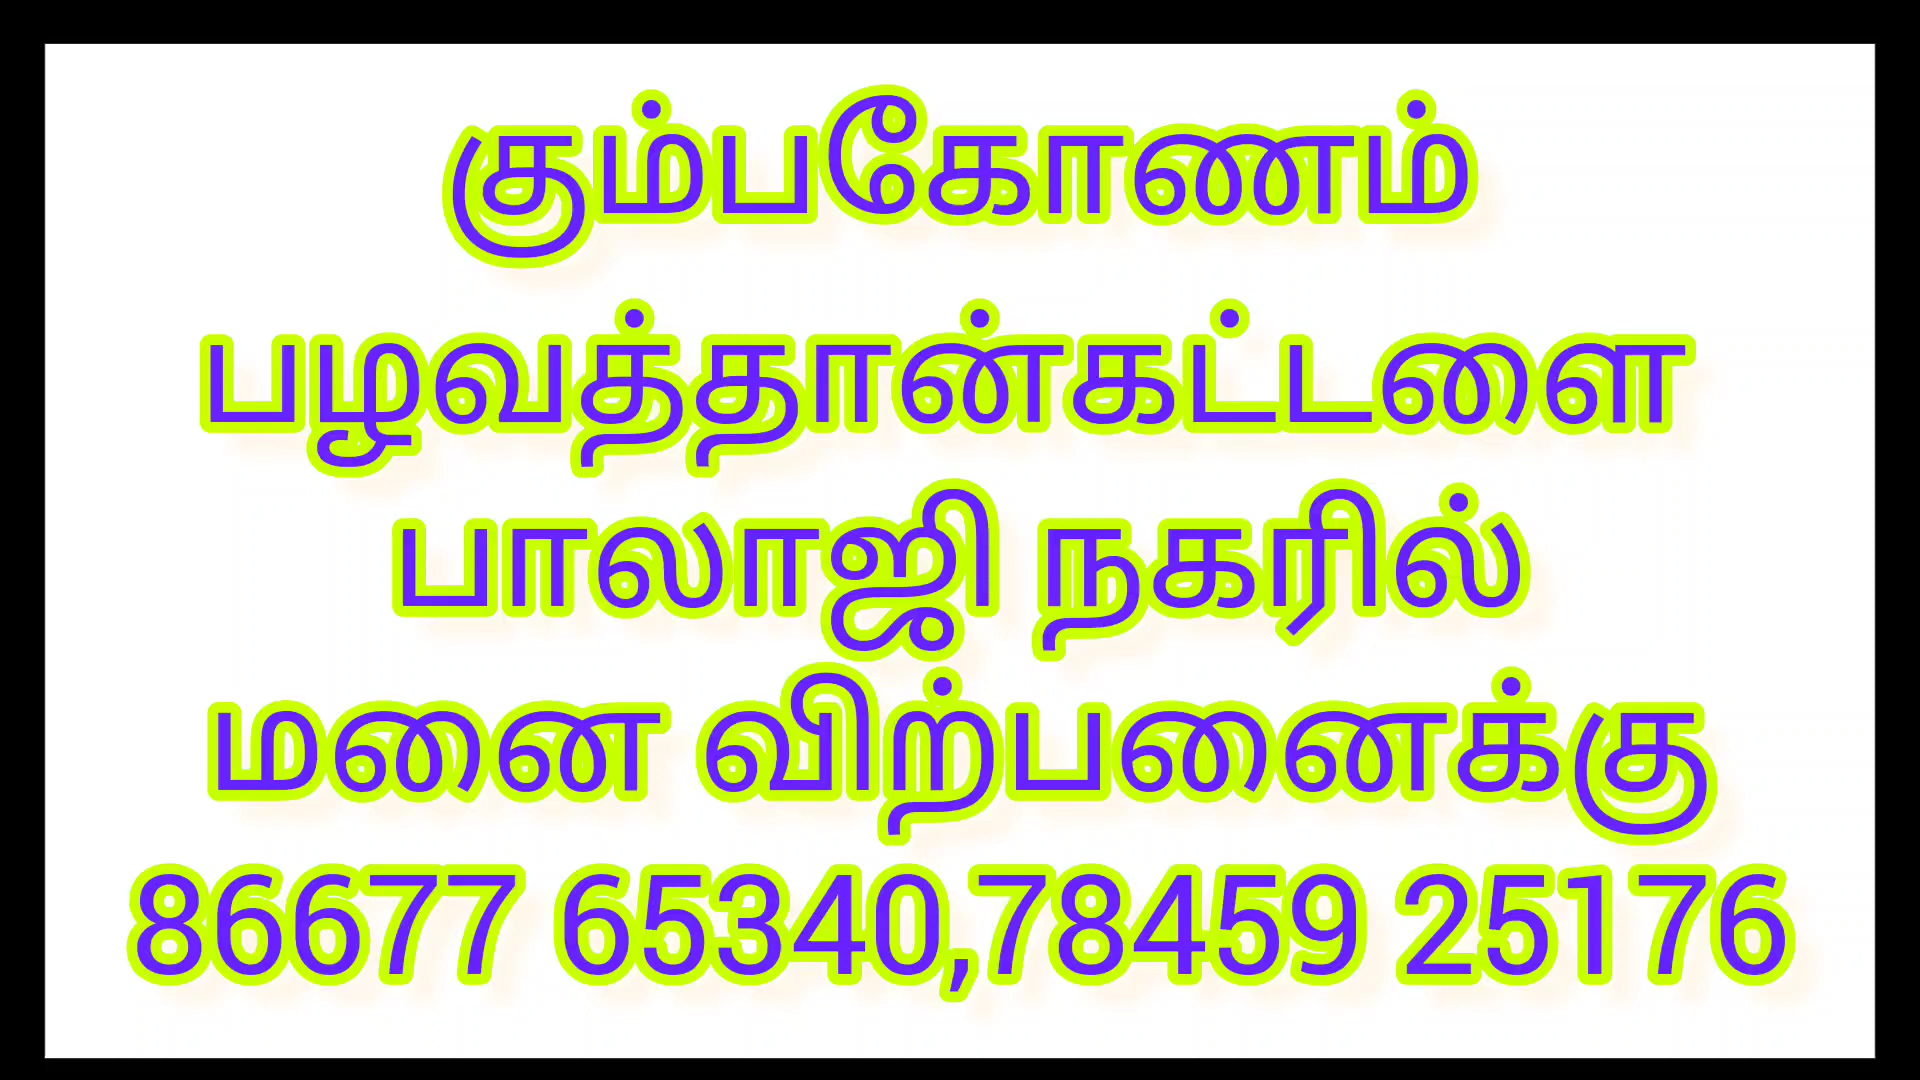 கும்பகோணம்
பழவத்தான்கட்டளை
பாலாஜி நகரில்
மனை விற்பனைக்கு
86677 65340,78459 25176